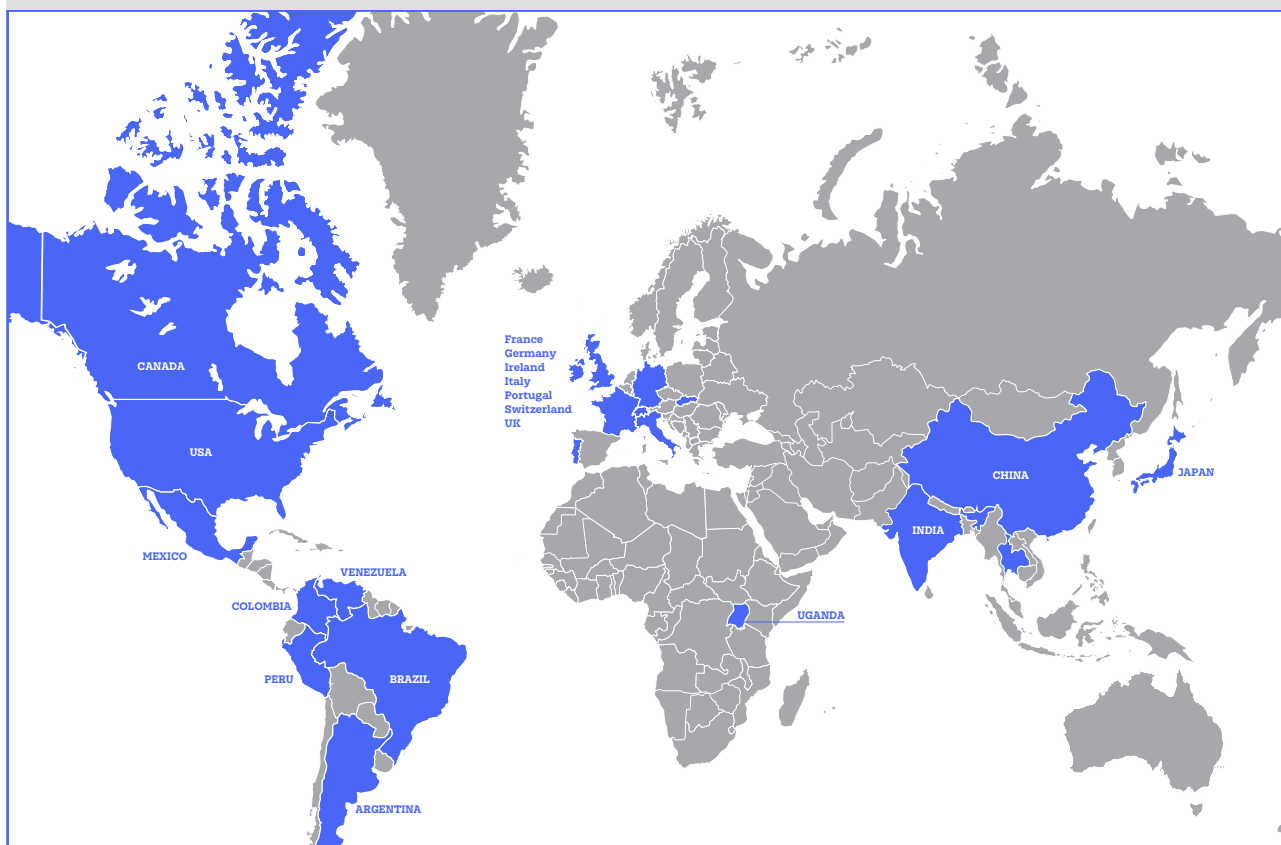 France
Germany
Ireland
Italy
Portugal
Switzerland
UK
CANADA
USA
CHINA
JAPAN
INDIA
MEXICO
VENEZUELA
COLOMBIA
UGANDA
PERU
BRAZIL
ARGENTINA